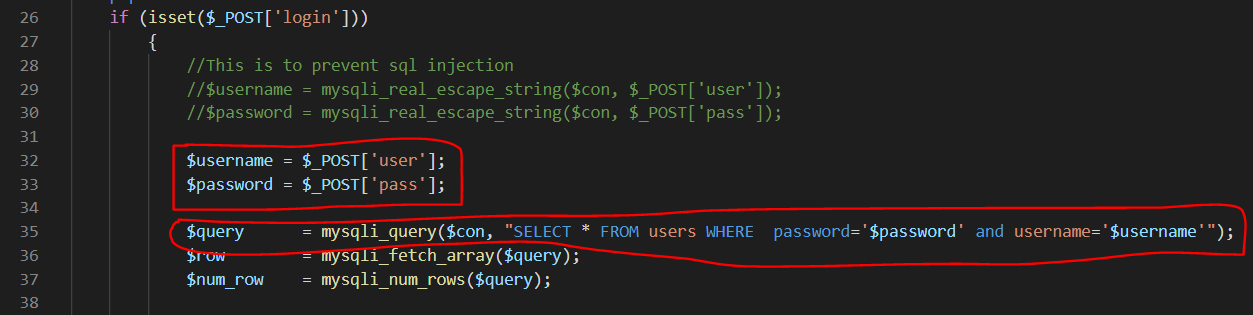 26 if (isset($_POST['login']))
27 {
28 //This is to prevent sql injection
29 //$username = mysqli_real_escape_string($con, $_POST['user']);
30 //$password = mysqli_real_escape_string($con, $_POST['pass']);
31
32 $username = $_POST['user'];
33 $password = $_POST['pass'];
34
35 $query      = mysqli_query($con, "SELECT * FROM users WHERE  password='$password' and username='$username'");
36 $row        = mysqli_fetch_array($query);
37 $num_row    = mysqli_num_rows($query);
38